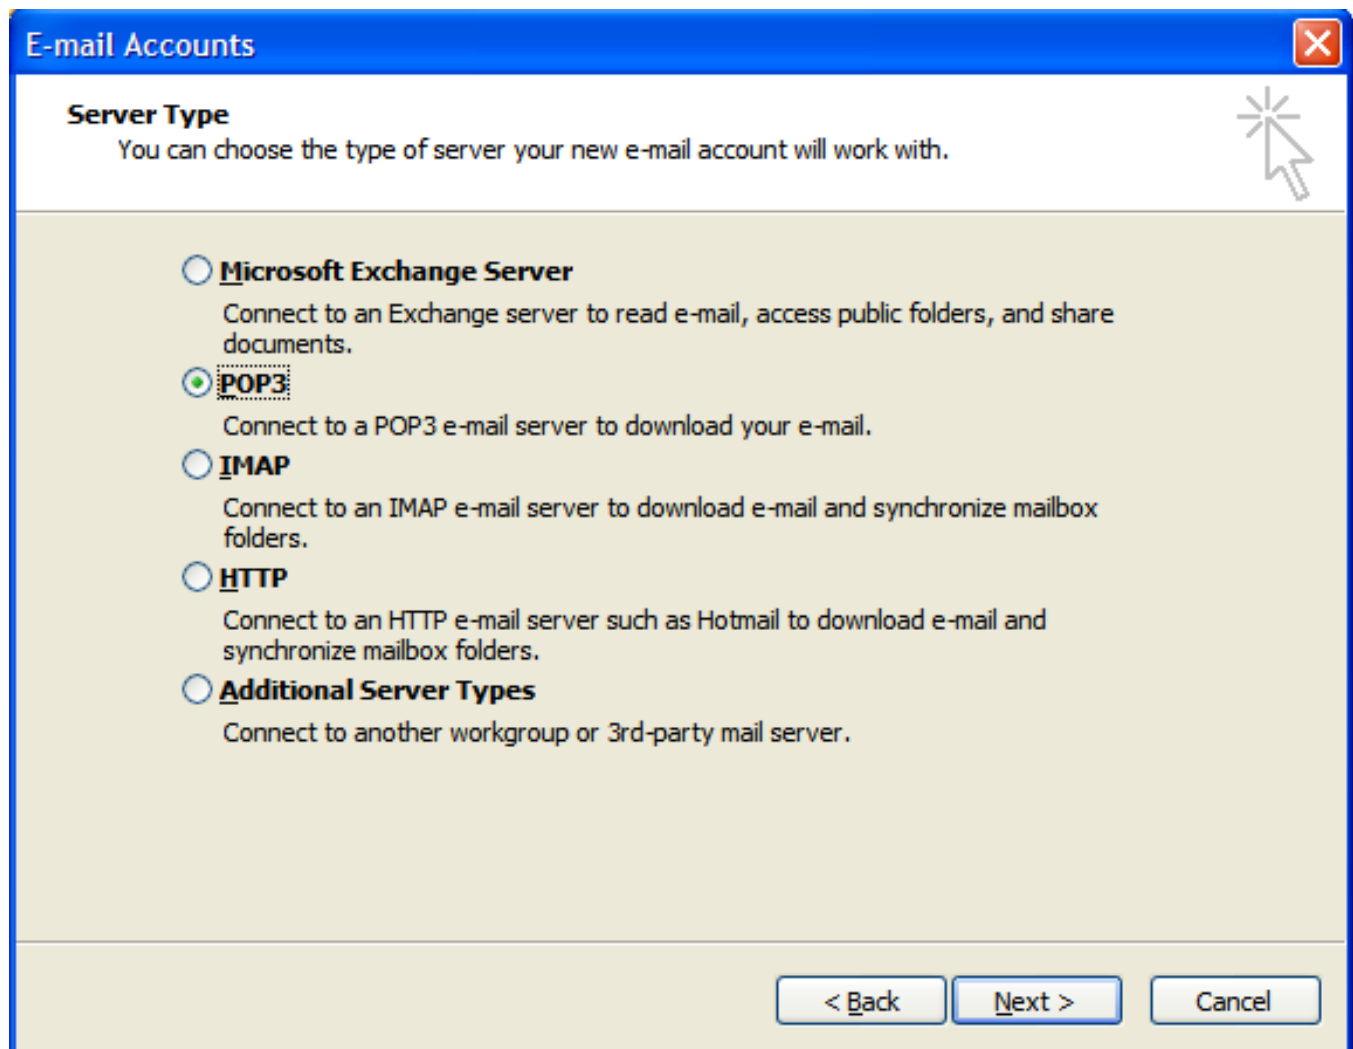 E-mail Accounts
Server Type
You can choose the type of server your new e-mail account will work with.
Microsoft Exchange Server
Connect to an Exchange server to read e-mail, access public folders, and share
documents.
POP3
Connect to a POP3 e-mail server to download your e-mail.
IMAP
Connect to an IMAP e-mail server to download e-mail and synchronize mailbox
folders.
HTTP
Connect to an HTTP e-mail server such as Hotmail to download e-mail and
synchronize mailbox folders.
Additional Server Types
Connect to another workgroup or 3rd-party mail server.
< Back Next > Cancel